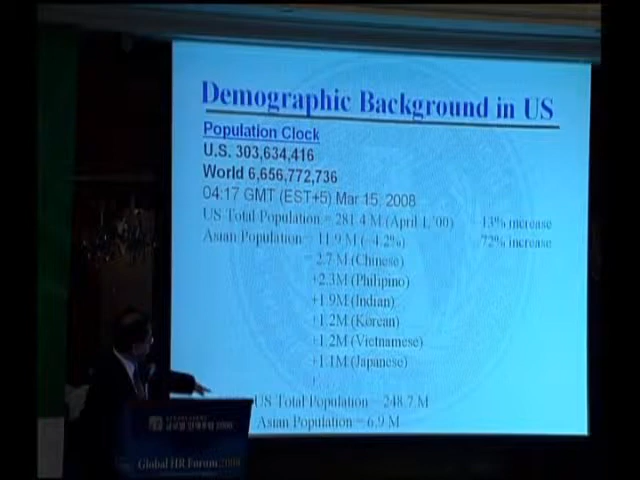 Demographic Background in US
Population Clock
U.S. 303,634,416
World 6,656,772,736
04:17 GMT (EST+5) Mar 15, 2008
US Total Population = 281.4 M (April 1,'00) 13% increase
Asian Population = 11.9 M (~4.2%) 72% increase
= 2.7 M (Chinese)
+2.3M (Philipino)
+1.9M (Indian)
+1.2M (Korean)
+1.2M (Vietnamese)
+1.1M (Japanese)
+
US Total Population = 248.7 M
Asian Population = 6.9 M
Global HR Forum 2008